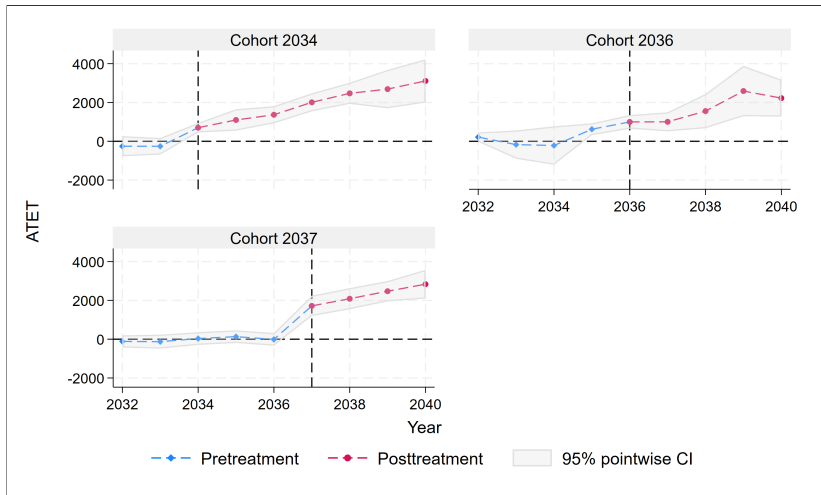 Cohort 2034
Cohort 2036
4000
2000
0
-2000
2032 2034 2036 2038 2040
ATET
Cohort 2037
4000
2000
0
-2000
2032 2034 2036 2038 2040
Year
Pretreatment Posttreatment 95% pointwise CI